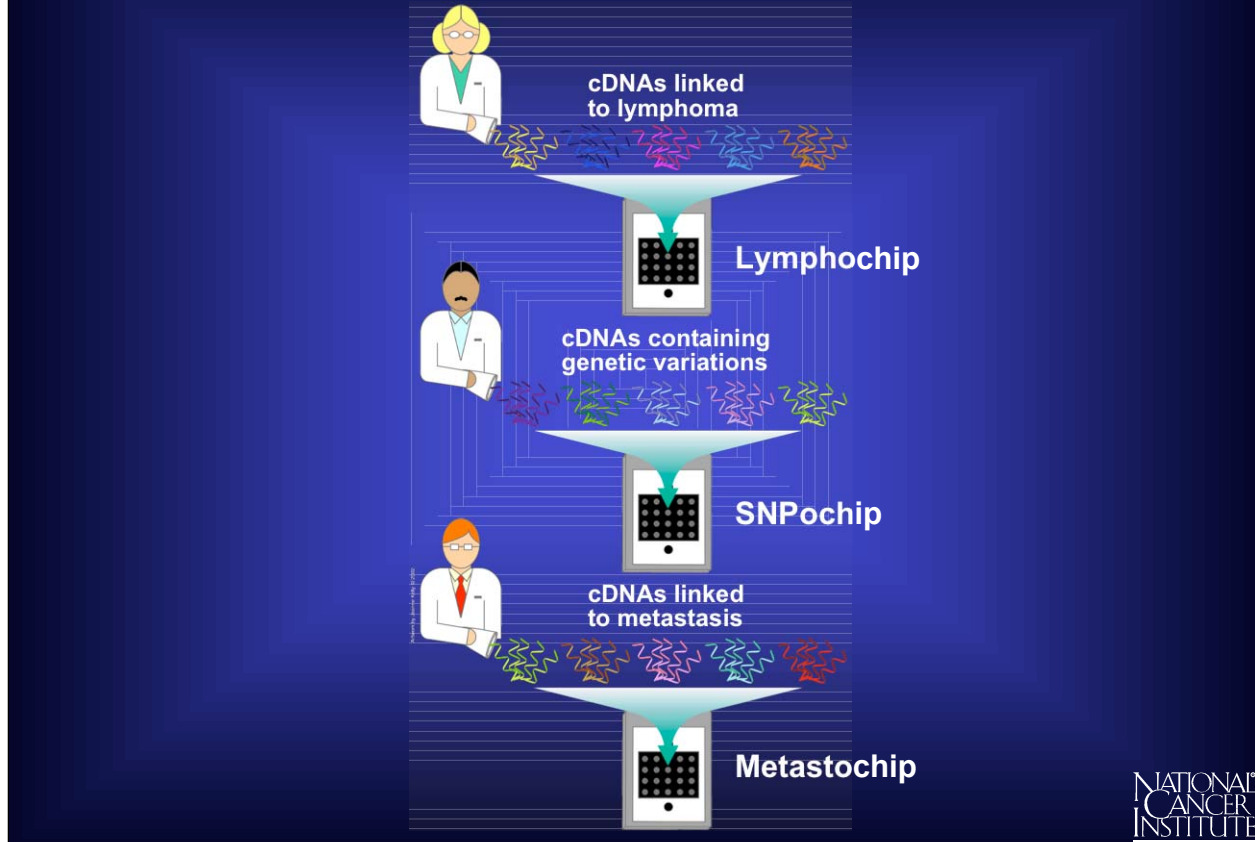 cDNAs linked
to lymphoma
Lymphochip
cDNAs containing
genetic variations
SNPochip
cDNAs linked
to metastasis
Metastochip
NATIONAL
CANCER
INSTITUTE